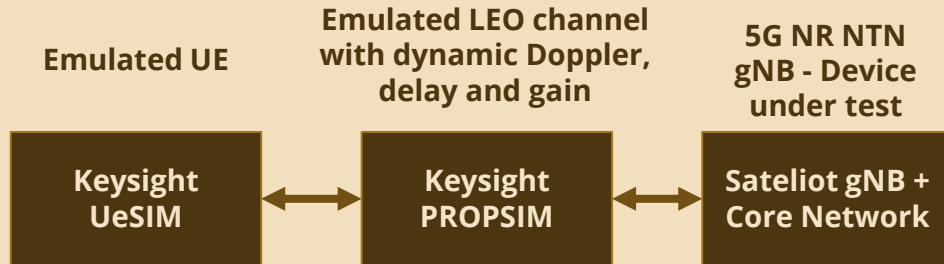 Emulated UE
Emulated LEO channel
with dynamic Doppler,
delay and gain
5G NR NTN
gNB - Device
under test
Keysight
UeSIM
Keysight
PROPSIM
Sateliot gNB +
Core Network